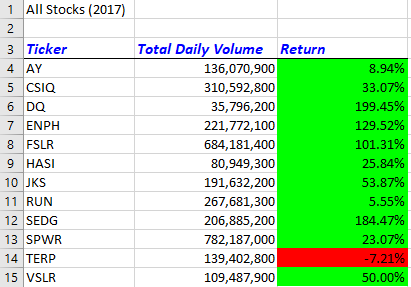 1 All Stocks (2017)
2
3 Ticker Total Daily Volume Return
4 AY 136,070,900 8.94%
5 CSIQ 310,592,800 33.07%
6 DQ 35,796,200 199.45%
7 ENPH 221,772,100 129.52%
8 FSLR 684,181,400 101.31%
9 HASI 80,949,300 25.84%
10 JKS 191,632,200 53.87%
11 RUN 267,681,300 5.55%
12 SEDG 206,885,200 184.47%
13 SPWR 782,187,000 23.07%
14 TERP 139,402,800 -7.21%
15 VSLR 109,487,900 50.00%